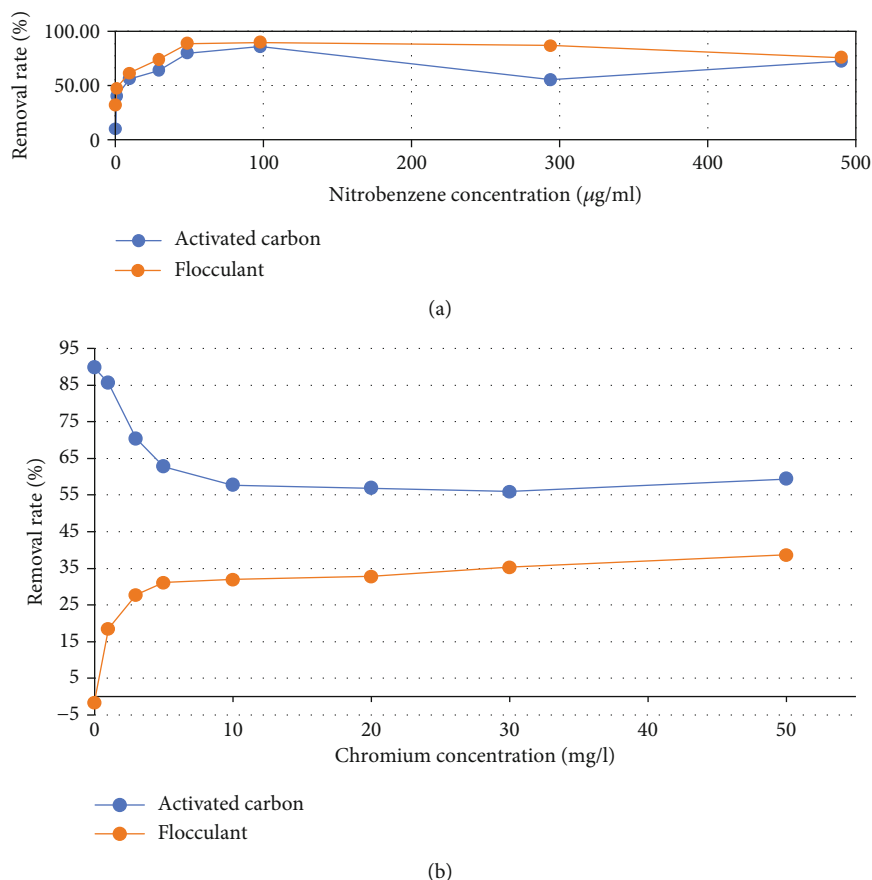 Removal rate (%)
100.00
50.00
0
0 100 200 300 400 500
Nitrobenzene concentration (μg/ml)
Activated carbon
Flocculant
(a)
Removal rate (%)
95
85
75
65
55
45
35
25
15
5
−5
0 10 20 30 40 50
Chromium concentration (mg/l)
Activated carbon
Flocculant
(b)